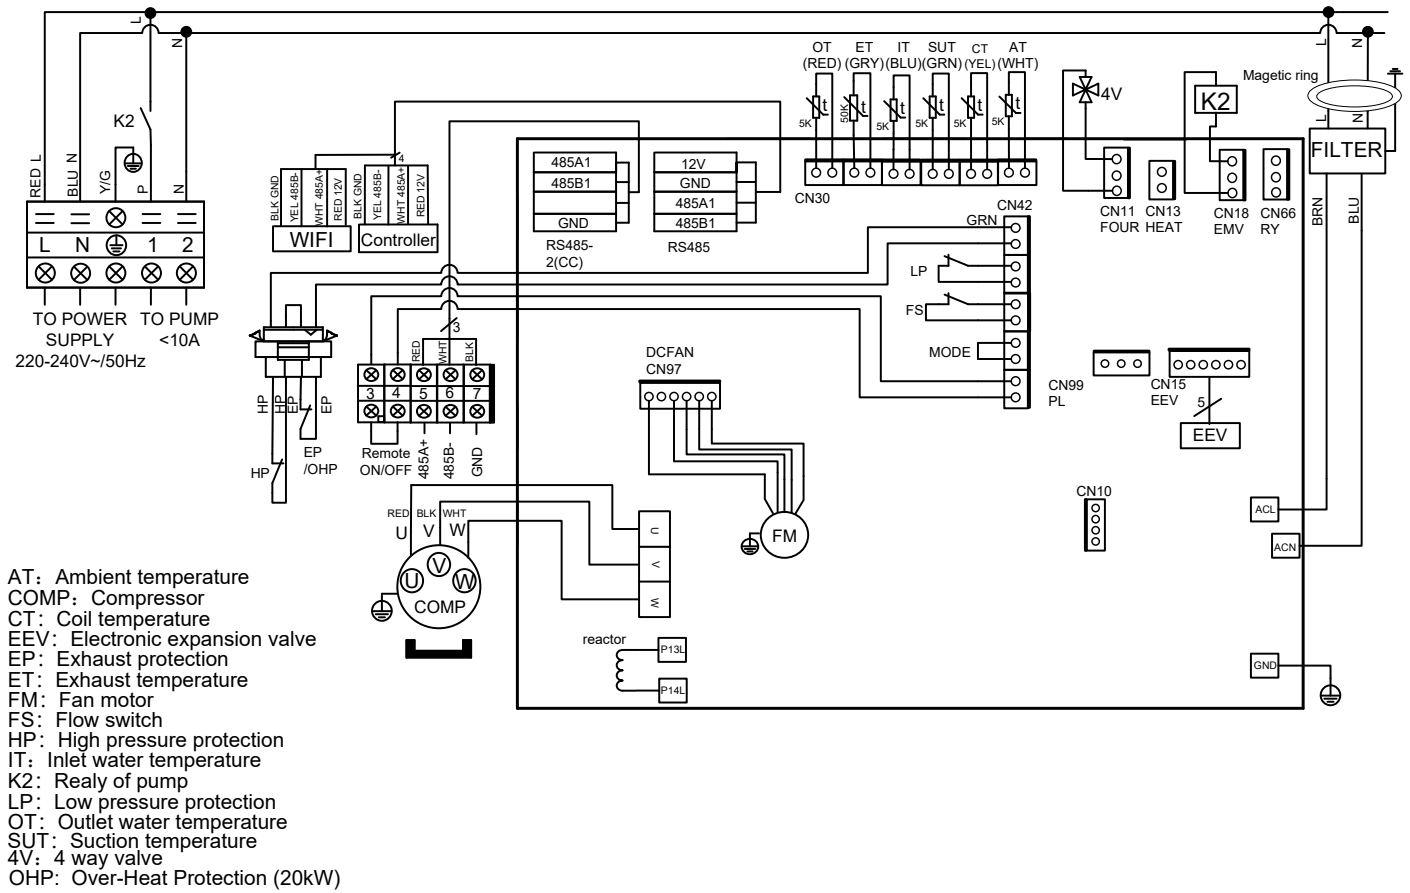 L
N
K2
RED L
BLU N
Y/G
P
N
L N 1 2
TO POWER
SUPPLY
220-240V~/50Hz
TO PUMP
<10A
BLK GND
YEL 485B-
WHT 485A+
RED 12V
WIFI
BLK GND
YEL 485B-
WHT 485A+
RED 12V
Controller
4
485A1
485B1
GND
RS485-
2(CC)
12V
GND
485A1
485B1
RS485
OT
(RED)
ET
(GRY)
IT
(BLU)
SUT
(GRN)
CT
(YEL)
AT
(WHT)
t t t t t t
5K 50K 5K 5K 5K 5K
CN30
4V
K2
CN11
FOUR
CN13
HEAT
CN18
EMV
CN66
RY
L
N
Magetic ring
L
N
FILTER
BRN
BLU
CN42
GRN
LP
FS
MODE
CN99
PL
CN15
EEV
5
EEV
DCFAN
CN97
FM
CN10
ACL
ACN
GND
HP
HP
EP
EP
HP
EP
/OHP
3
RED
WHT
BLK
3 4 5 6 7
Remote
ON/OFF
485A+
485B-
GND
RED BLK WHT
U V W
U V W
COMP
U
V
W
reactor
P13L
P14L
AT：Ambient temperature
COMP：Compressor
CT：Coil temperature
EEV：Electronic expansion valve
EP：Exhaust protection
ET：Exhaust temperature
FM：Fan motor
FS：Flow switch
HP：High pressure protection
IT：Inlet water temperature
K2：Realy of pump
LP：Low pressure protection
OT：Outlet water temperature
SUT：Suction temperature
4V：4 way valve
OHP: Over-Heat Protection (20kW)